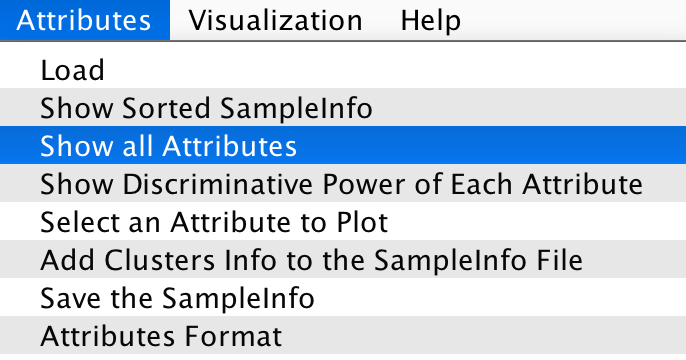 Attributes Visualization Help
Load
Show Sorted SampleInfo
Show all Attributes
Show Discriminative Power of Each Attribute
Select an Attribute to Plot
Add Clusters Info to the SampleInfo File
Save the SampleInfo
Attributes Format